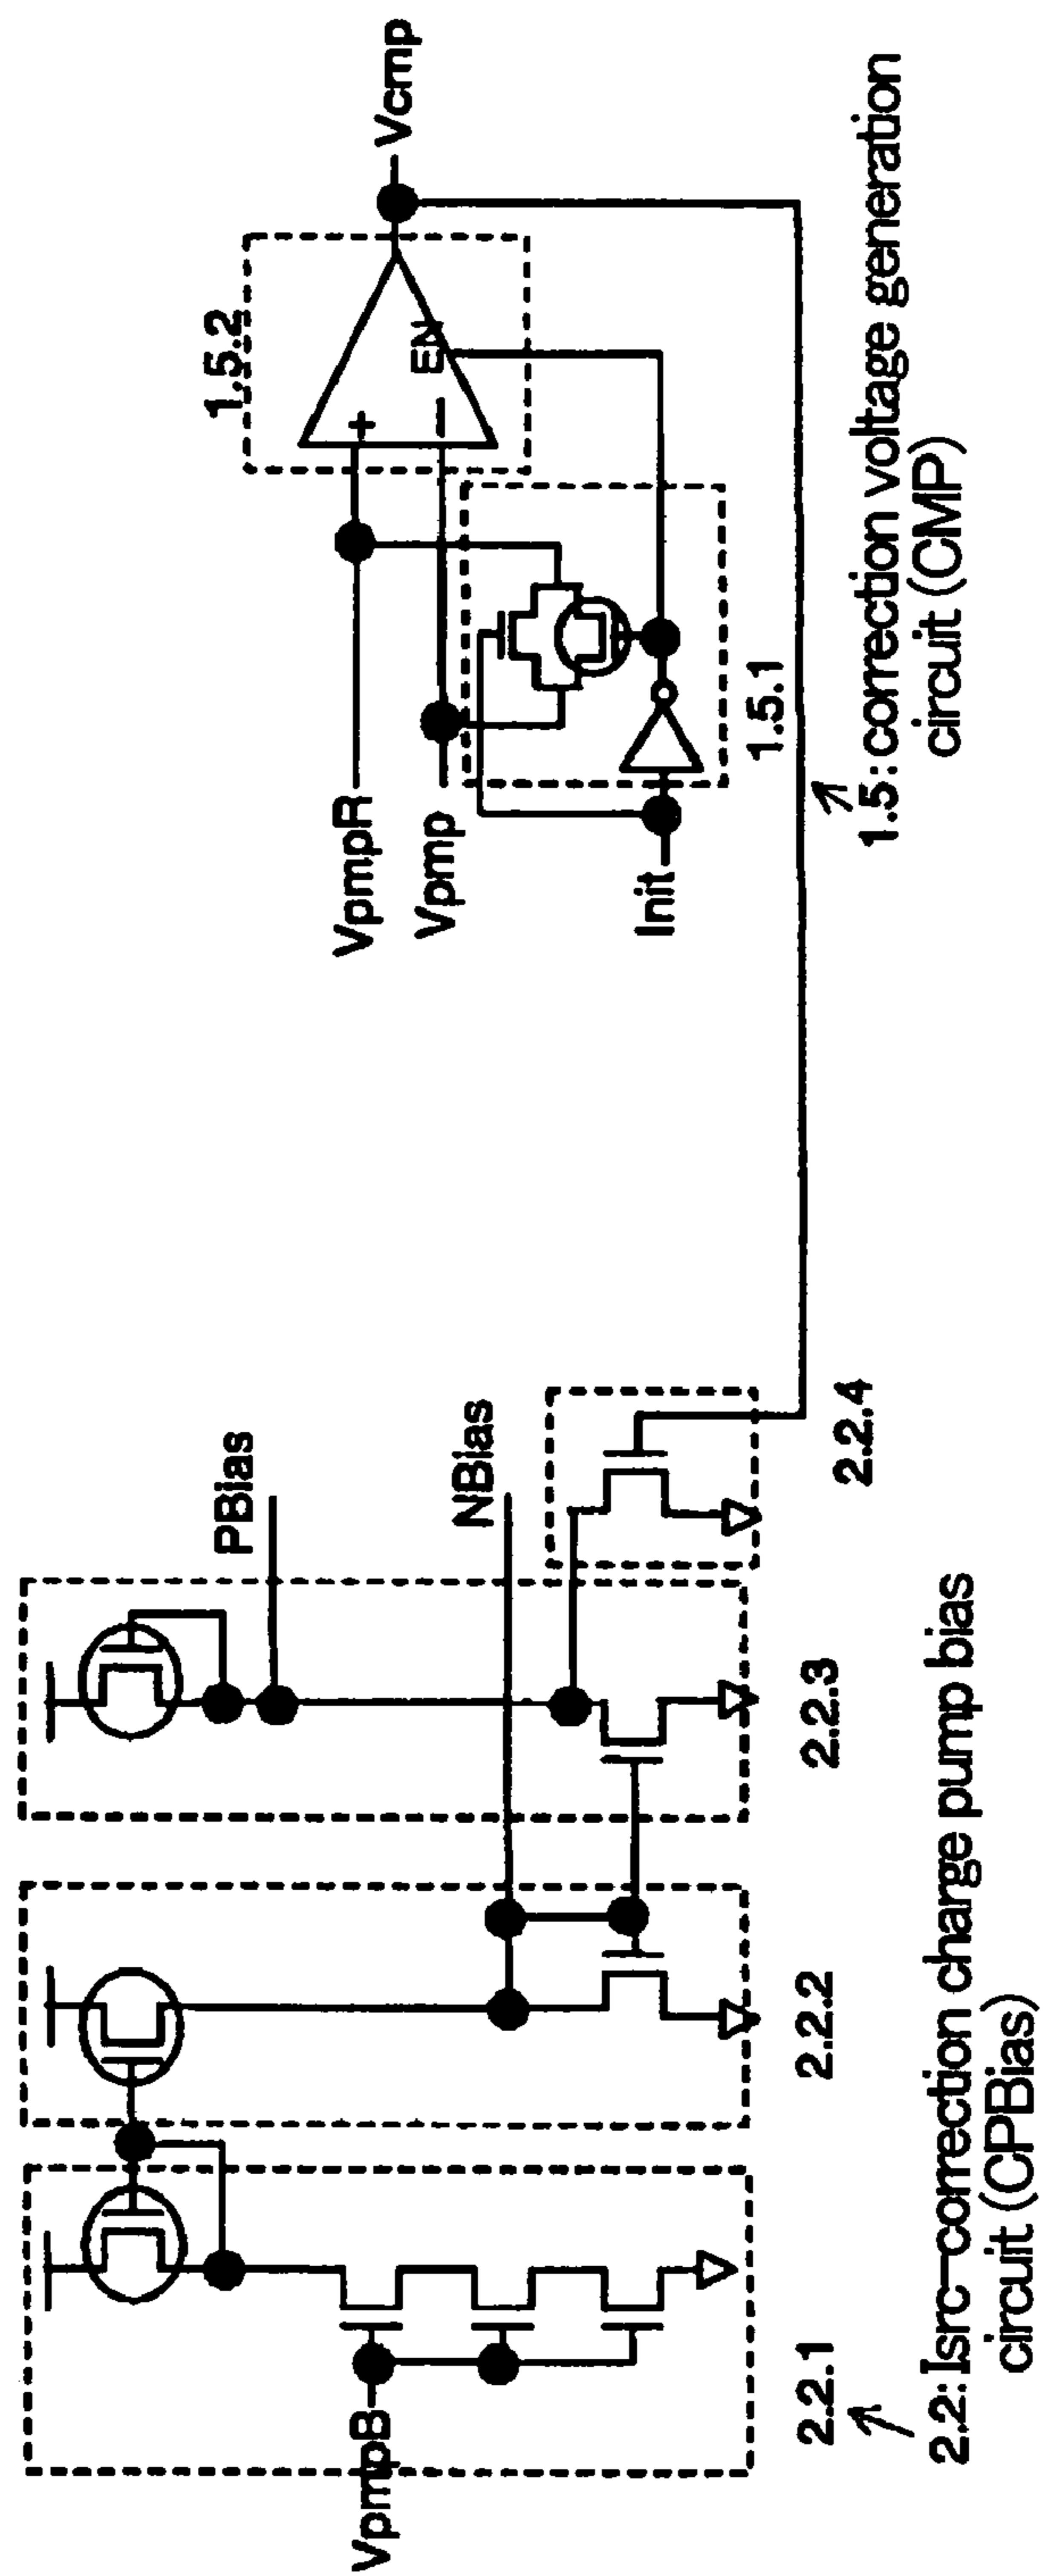 VpmpB
2.2.1
2.2.2
2.2.3
2.2.4
PBias
NBias
2.2: Isrc-correction charge pump bias
circuit (CPBias)
VpmpR
Vpmp
Init
+
−
EN
1.5.2
1.5.1
Vcmp
1.5: correction voltage generation
circuit (CMP)